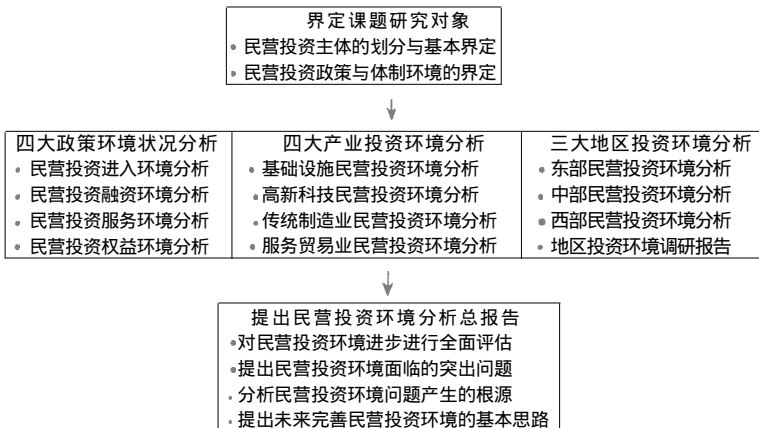 界定课题研究对象
• 民营投资主体的划分与基本界定
• 民营投资政策与体制环境的界定
四大政策环境状况分析
• 民营投资进入环境分析
• 民营投资融资环境分析
• 民营投资服务环境分析
• 民营投资权益环境分析
四大产业投资环境分析
• 基础设施民营投资环境分析
• 高新科技民营投资环境分析
• 传统制造业民营投资环境分析
• 服务贸易业民营投资环境分析
三大地区投资环境分析
• 东部民营投资环境分析
• 中部民营投资环境分析
• 西部民营投资环境分析
• 地区投资环境调研报告
提出民营投资环境分析总报告
• 对民营投资环境进步进行全面评估
• 提出民营投资环境面临的突出问题
• 分析民营投资环境问题产生的根源
• 提出未来完善民营投资环境的基本思路